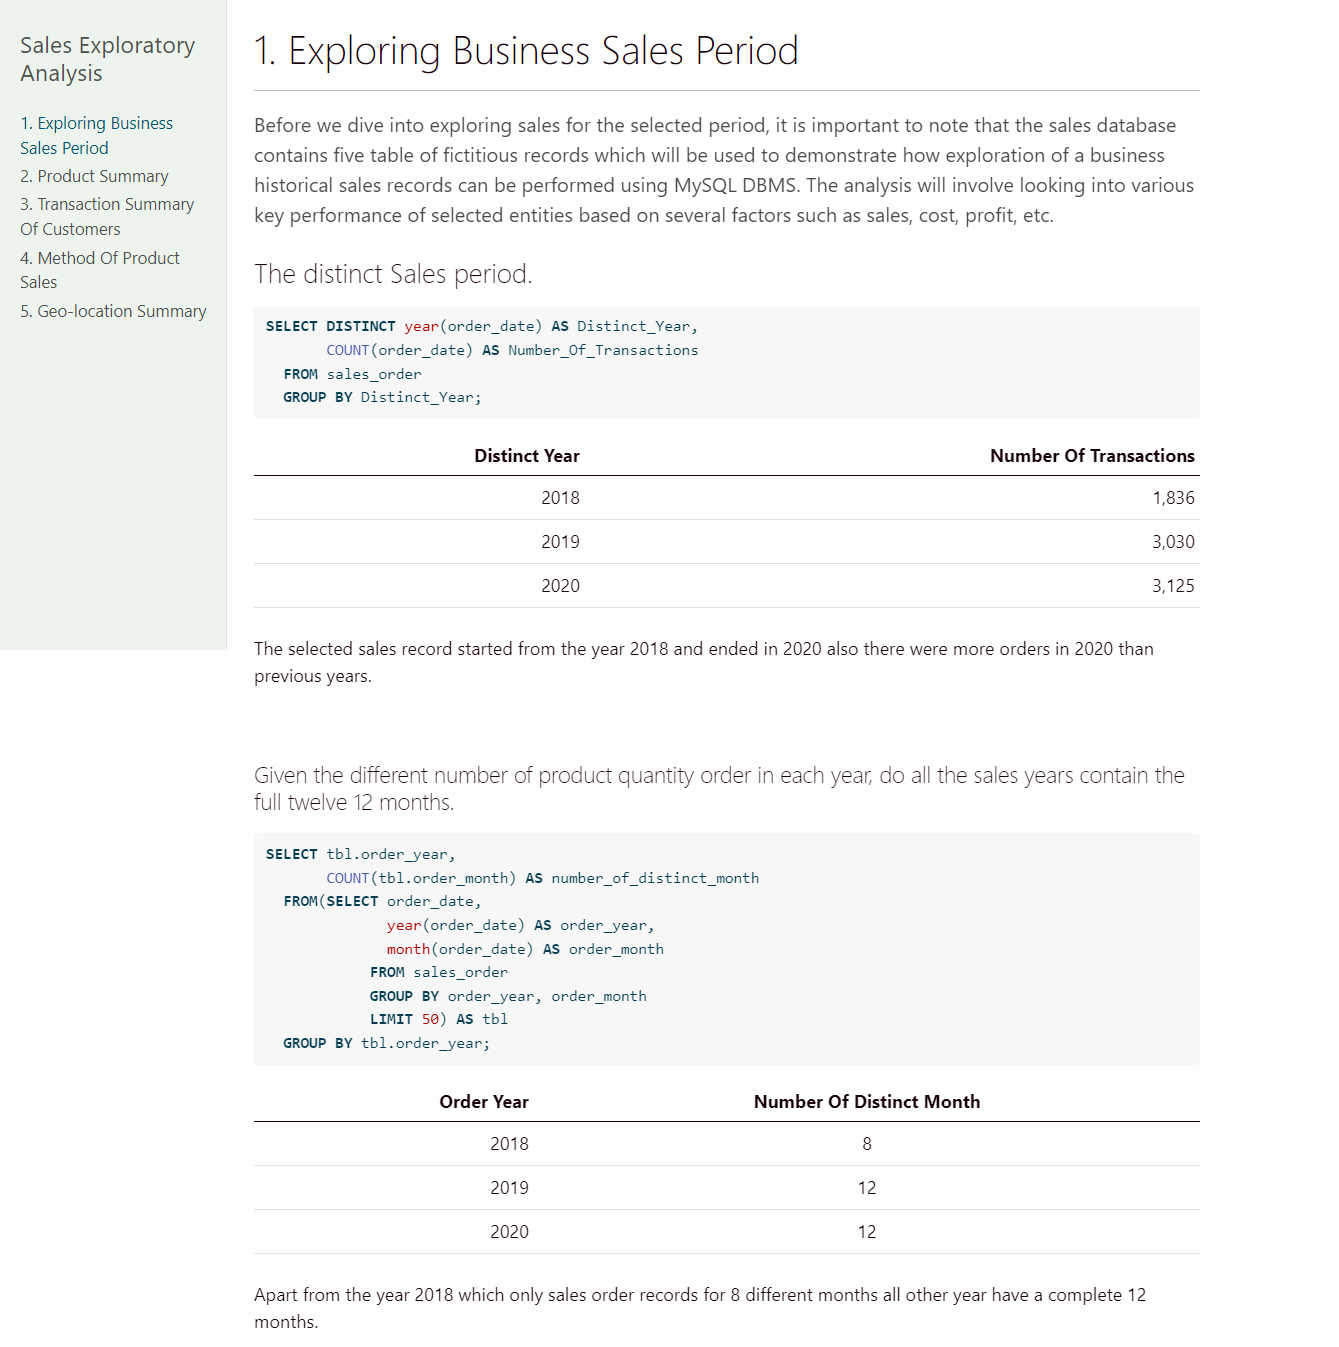 Sales Exploratory
Analysis
1. Exploring Business
Sales Period
2. Product Summary
3. Transaction Summary
Of Customers
4. Method Of Product
Sales
5. Geo-location Summary
1. Exploring Business Sales Period
Before we dive into exploring sales for the selected period, it is important to note that the sales database
contains five table of fictitious records which will be used to demonstrate how exploration of a business
historical sales records can be performed using MySQL DBMS. The analysis will involve looking into various
key performance of selected entities based on several factors such as sales, cost, profit, etc.
The distinct Sales period.
SELECT DISTINCT year(order_date) AS Distinct_Year,
COUNT(order_date) AS Number_Of_Transactions
FROM sales_order
GROUP BY Distinct_Year;
Distinct Year Number Of Transactions
2018 1,836
2019 3,030
2020 3,125
The selected sales record started from the year 2018 and ended in 2020 also there were more orders in 2020 than
previous years.
Given the different number of product quantity order in each year, do all the sales years contain the
full twelve 12 months.
SELECT tbl.order_year,
COUNT(tbl.order_month) AS number_of_distinct_month
FROM(SELECT order_date,
year(order_date) AS order_year,
month(order_date) AS order_month
FROM sales_order
GROUP BY order_year, order_month
LIMIT 50) AS tbl
GROUP BY tbl.order_year;
Order Year Number Of Distinct Month
2018 8
2019 12
2020 12
Apart from the year 2018 which only sales order records for 8 different months all other year have a complete 12
months.